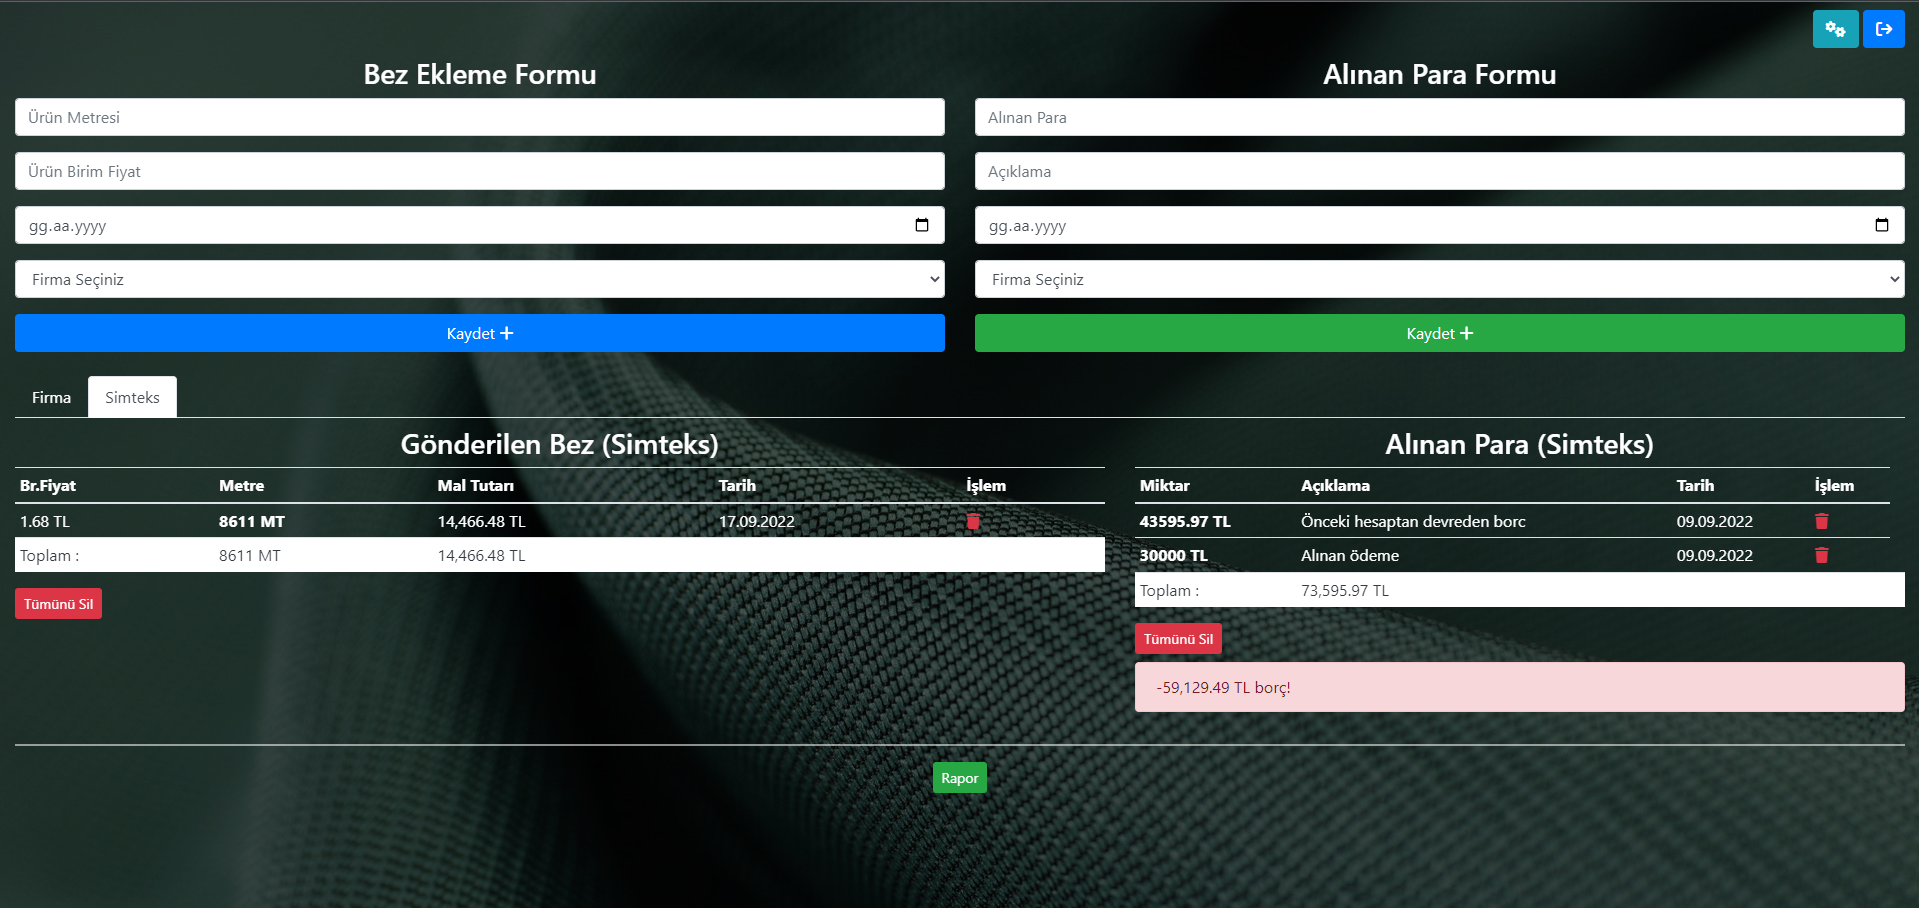 Bez Ekleme Formu
Ürün Metresi
Ürün Birim Fiyat
gg.aa.yyyy
Firma Seçiniz
Kaydet
Alınan Para Formu
Alınan Para
Açıklama
gg.aa.yyyy
Firma Seçiniz
Kaydet
Firma Simteks
Gönderilen Bez (Simteks)
Br.Fiyat Metre Mal Tutarı Tarih İşlem
1.68 TL 8611 MT 14,466.48 TL 17.09.2022
Toplam : 8611 MT 14,466.48 TL
Tümünü Sil
Alınan Para (Simteks)
Miktar Açıklama Tarih İşlem
43595.97 TL Önceki hesaptan devreden borc 09.09.2022
30000 TL Alınan ödeme 09.09.2022
Toplam : 73,595.97 TL
Tümünü Sil
-59,129.49 TL borç!
Rapor